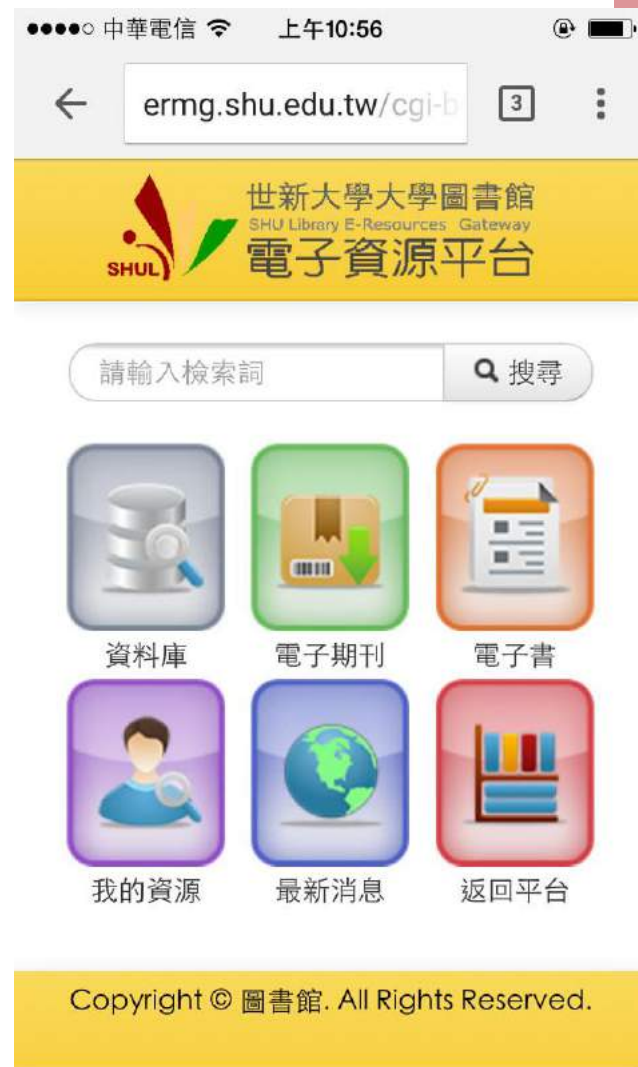 中華電信 上午10:56
ermg.shu.edu.tw/cgi-b 3
世新大學大學圖書館
SHU Library E-Resources Gateway
電子資源平台
SHUL
請輸入檢索詞 搜尋
資料庫 電子期刊 電子書
我的資源 最新消息 返回平台
Copyright © 圖書館. All Rights Reserved.